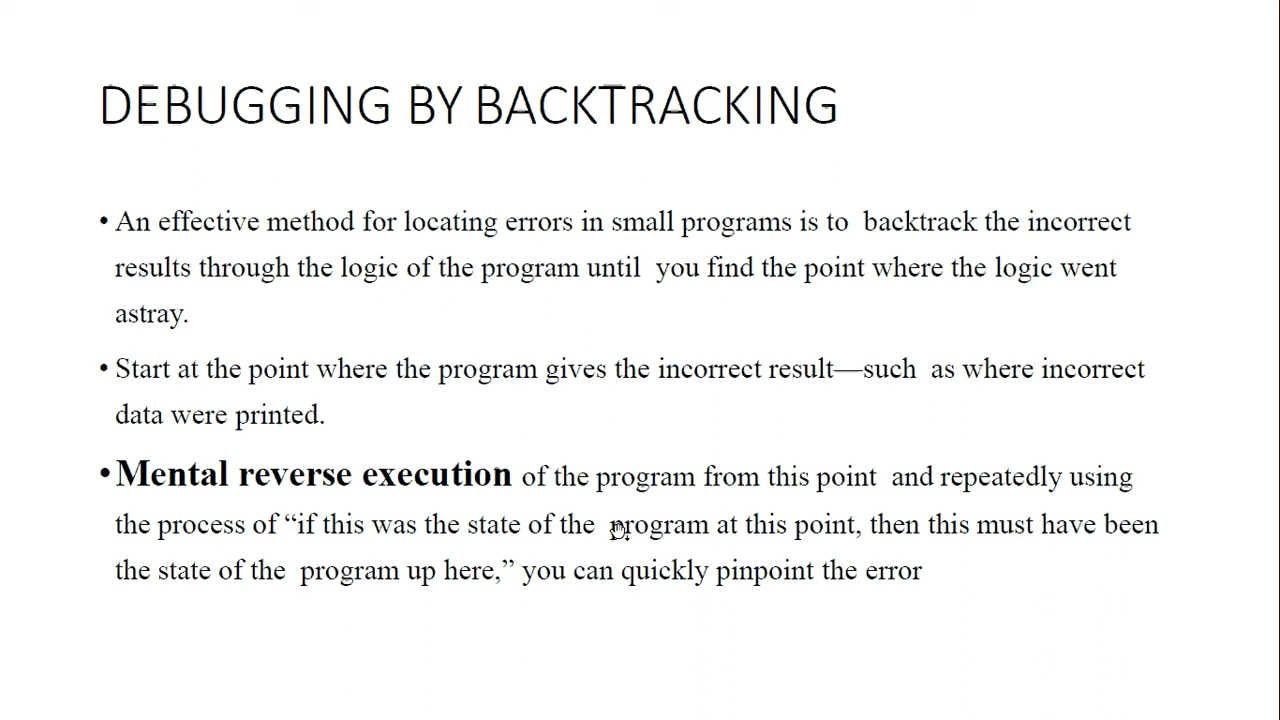 DEBUGGING BY BACKTRACKING
• An effective method for locating errors in small programs is to backtrack the incorrect
results through the logic of the program until you find the point where the logic went
astray.
• Start at the point where the program gives the incorrect result—such as where incorrect
data were printed.
• Mental reverse execution of the program from this point and repeatedly using
the process of “if this was the state of the program at this point, then this must have been
the state of the program up here,” you can quickly pinpoint the error